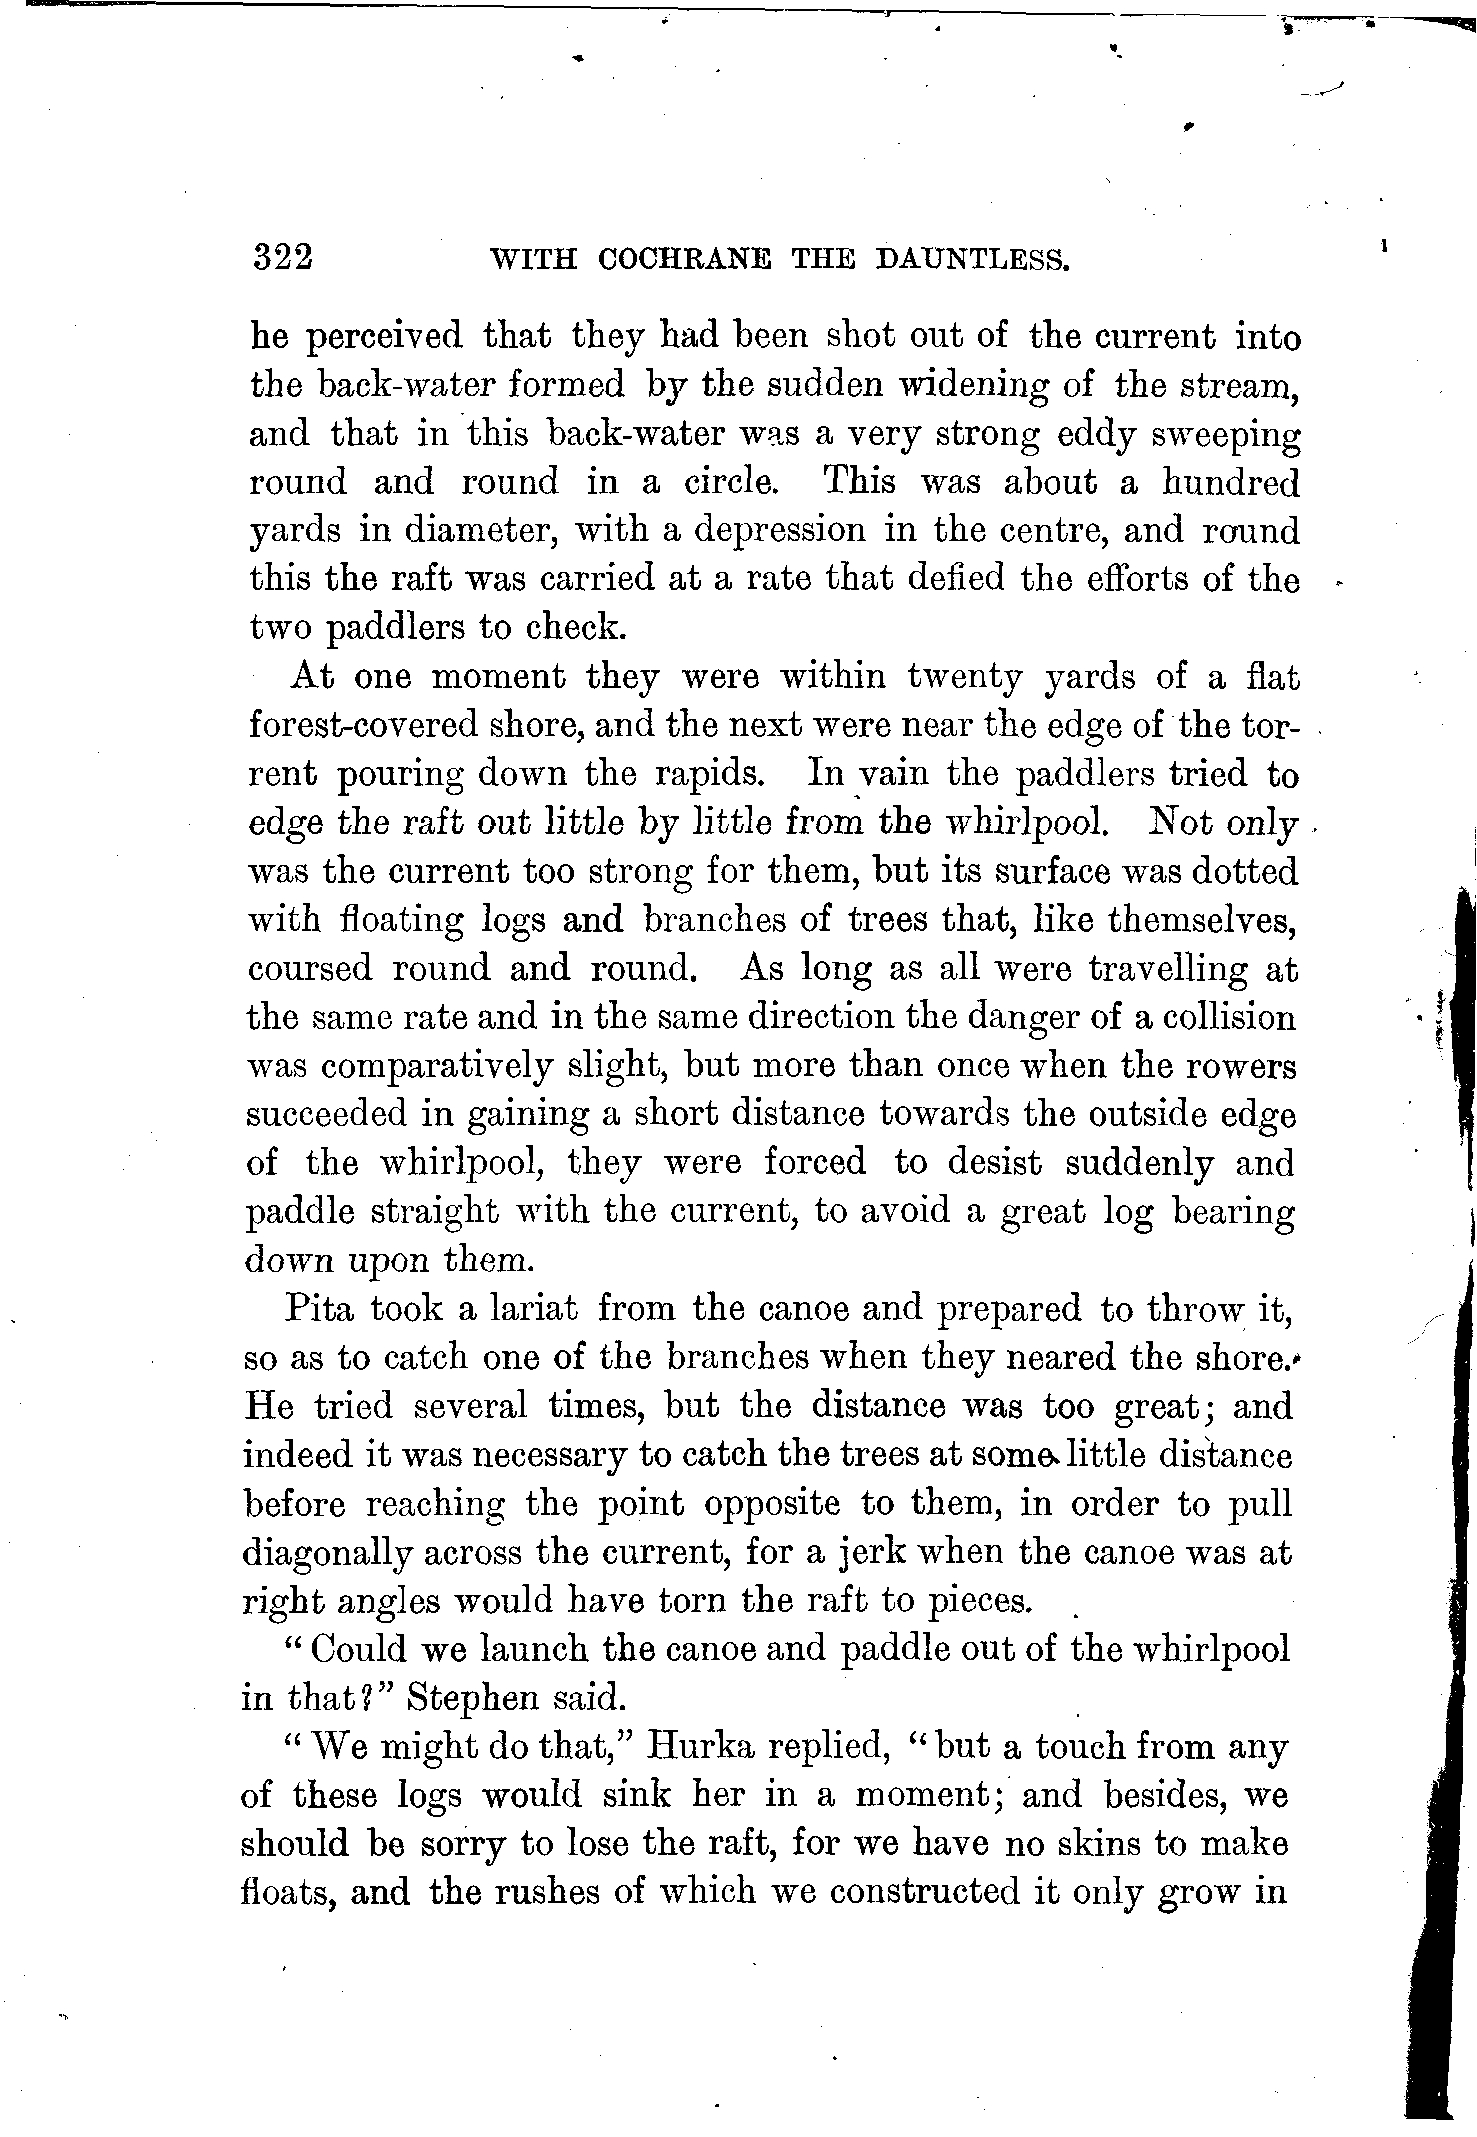 322 WITH COCHRANE THE DAUNTLESS.
he perceived that they had been shot out of the current into
the back-water formed by the sudden widening of the stream,
and that in this back-water was a very strong eddy sweeping
round and round in a circle. This was about a hundred
yards in diameter, with a depression in the centre, and round
this the raft was carried at a rate that defied the efforts of the
two paddlers to check.
At one moment they were within twenty yards of a flat
forest-covered shore, and the next were near the edge of the tor-
rent pouring down the rapids. In vain the paddlers tried to
edge the raft out little by little from the whirlpool. Not only
was the current too strong for them, but its surface was dotted
with floating logs and branches of trees that, like themselves,
coursed round and round. As long as all were travelling at
the same rate and in the same direction the danger of a collision
was comparatively slight, but more than once when the rowers
succeeded in gaining a short distance towards the outside edge
of the whirlpool, they were forced to desist suddenly and
paddle straight with the current, to avoid a great log bearing
down upon them.
Pita took a lariat from the canoe and prepared to throw it,
so as to catch one of the branches when they neared the shore.
He tried several times, but the distance was too great; and
indeed it was necessary to catch the trees at some little distance
before reaching the point opposite to them, in order to pull
diagonally across the current, for a jerk when the canoe was at
right angles would have torn the raft to pieces.
"Could we launch the canoe and paddle out of the whirlpool
in that?" Stephen said.
"We might do that," Hurka replied, "but a touch from any
of these logs would sink her in a moment; and besides, we
should be sorry to lose the raft, for we have no skins to make
floats, and the rushes of which we constructed it only grow in